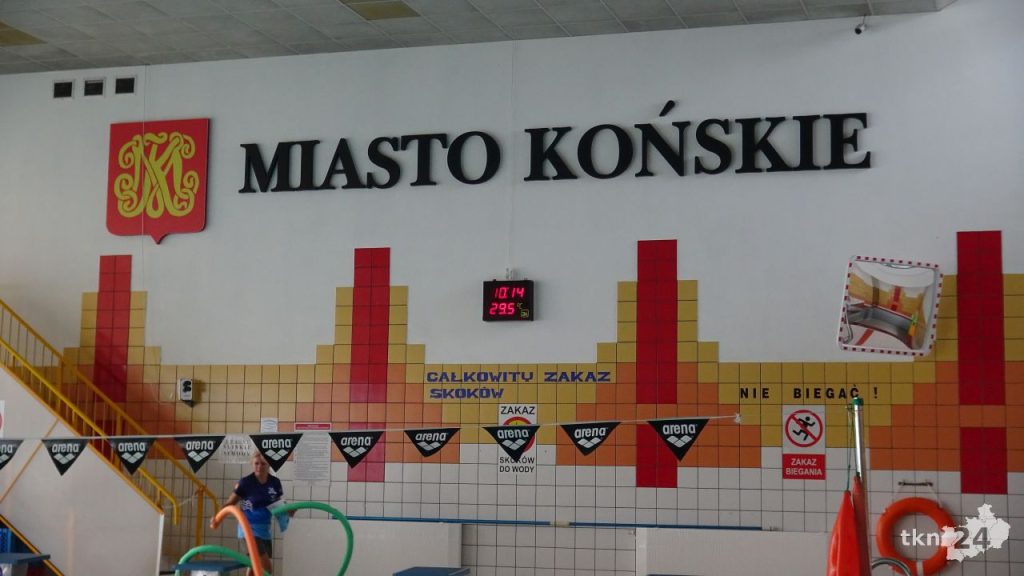 MIASTO KOŃSKIE
10:14
29.5 °C
CAŁKOWITY ZAKAZ
SKOKÓW
NIE BIEGAĆ !
ZAKAZ
SKOKÓW
DO WODY
ZAKAZ
BIEGANIA
arena arena arena arena arena arena arena arena arena
tkn24